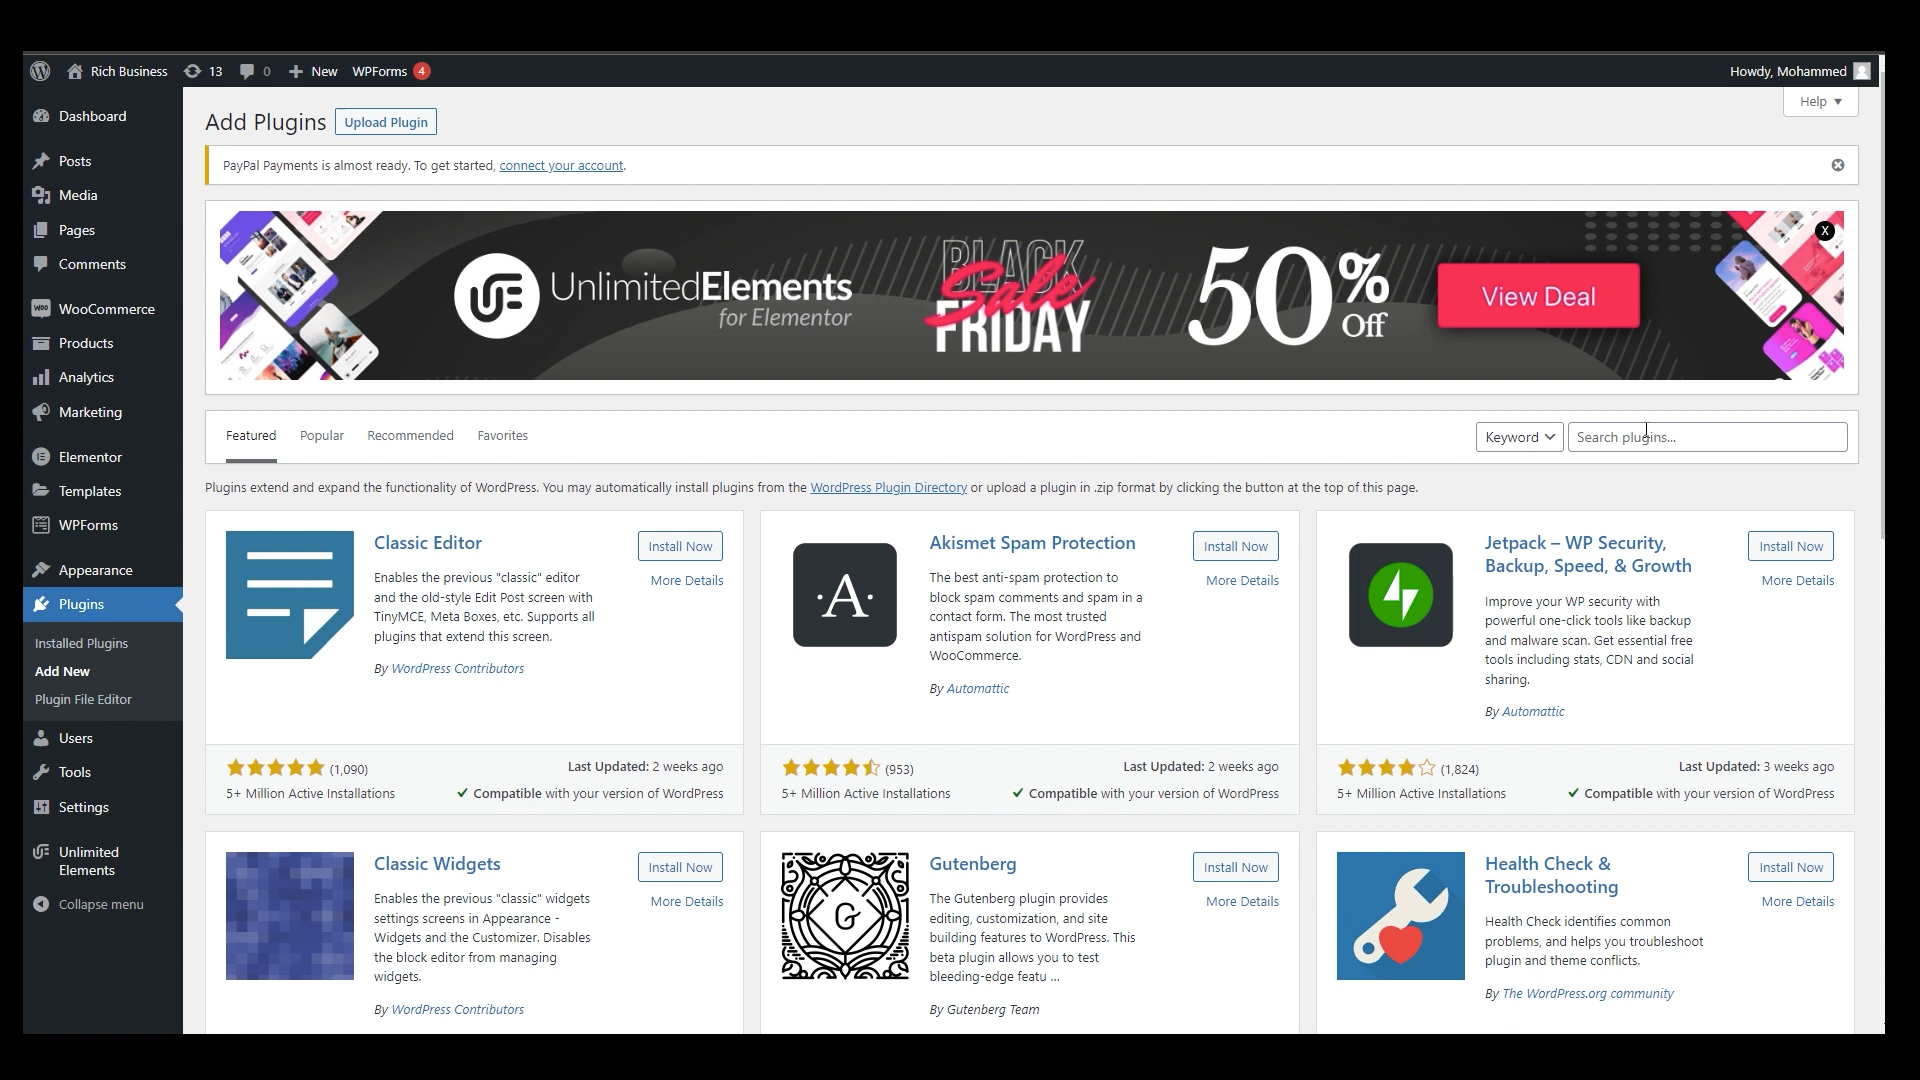 Rich Business 13 0 New WPForms 4 Howdy, Mohammed
Help
Dashboard
Posts
Media
Pages
Comments
WooCommerce
Products
Analytics
Marketing
Elementor
Templates
WPForms
Appearance
Plugins
Installed Plugins
Add New
Plugin File Editor
Users
Tools
Settings
Unlimited
Elements
Collapse menu
Add Plugins Upload Plugin
PayPal Payments is almost ready. To get started, connect your account.
UnlimitedElements
for Elementor
BLACK
Sale
FRIDAY
50%
Off
View Deal
X
Featured Popular Recommended Favorites Keyword Search plugins...
Plugins extend and expand the functionality of WordPress. You may automatically install plugins from the WordPress Plugin Directory or upload a plugin in .zip format by clicking the button at the top of this page.
Classic Editor
Install Now
More Details
Enables the previous "classic" editor
and the old-style Edit Post screen with
TinyMCE, Meta Boxes, etc. Supports all
plugins that extend this screen.
By WordPress Contributors
(1,090)
Last Updated: 2 weeks ago
5+ Million Active Installations
Compatible with your version of WordPress
·A·
Akismet Spam Protection
Install Now
More Details
The best anti-spam protection to
block spam comments and spam in a
contact form. The most trusted
antispam solution for WordPress and
WooCommerce.
By Automattic
(953)
Last Updated: 2 weeks ago
5+ Million Active Installations
Compatible with your version of WordPress
Jetpack – WP Security,
Backup, Speed, & Growth
Install Now
More Details
Improve your WP security with
powerful one-click tools like backup
and malware scan. Get essential free
tools including stats, CDN and social
sharing.
By Automattic
(1,824)
Last Updated: 3 weeks ago
5+ Million Active Installations
Compatible with your version of WordPress
Classic Widgets
Install Now
More Details
Enables the previous "classic" widgets
settings screens in Appearance -
Widgets and the Customizer. Disables
the block editor from managing
widgets.
By WordPress Contributors
G
Gutenberg
Install Now
More Details
The Gutenberg plugin provides
editing, customization, and site
building features to WordPress. This
beta plugin allows you to test
bleeding-edge featu ...
By Gutenberg Team
Health Check &
Troubleshooting
Install Now
More Details
Health Check identifies common
problems, and helps you troubleshoot
plugin and theme conflicts.
By The WordPress.org community